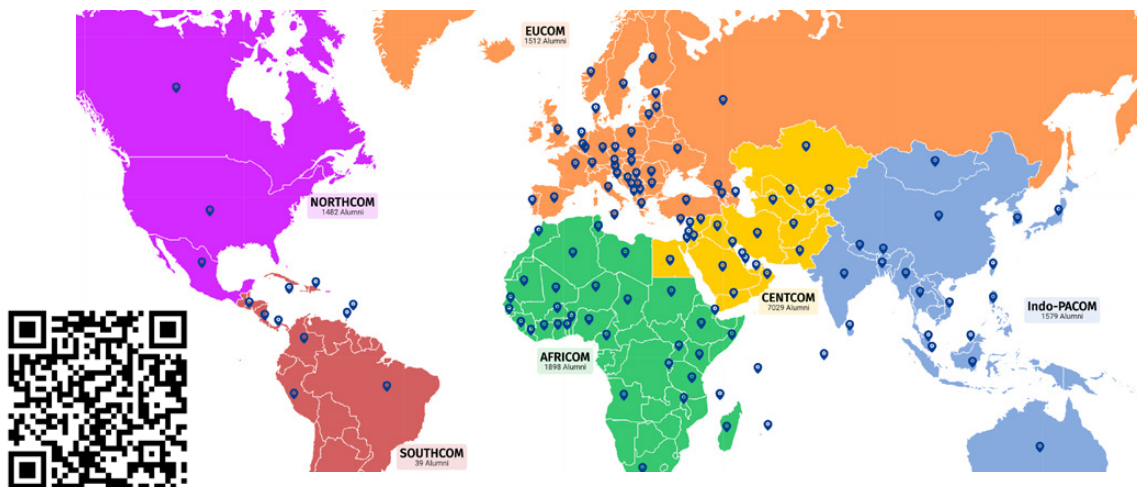 EUCOM
1512 Alumni
NORTHCOM
1482 Alumni
CENTCOM
7029 Alumni
Indo-PACOM
1579 Alumni
AFRICOM
1898 Alumni
SOUTHCOM
39 Alumni